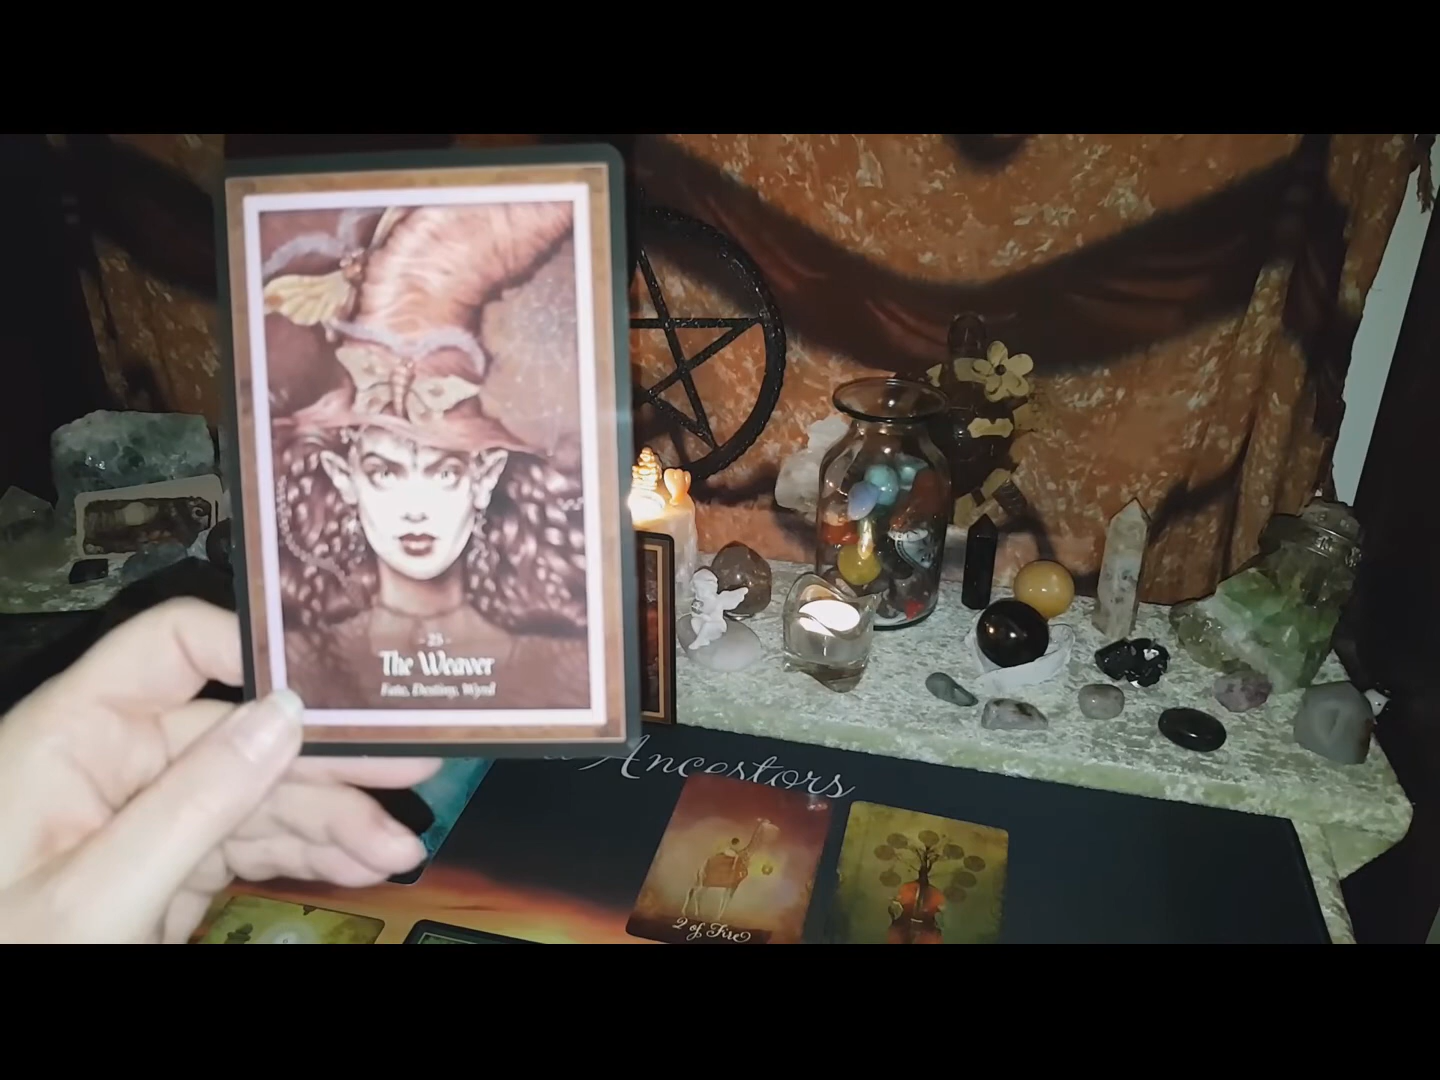 - 25 -
The Weaver
Fate, Destiny, Wyrd
Ancestors
2 of Fire